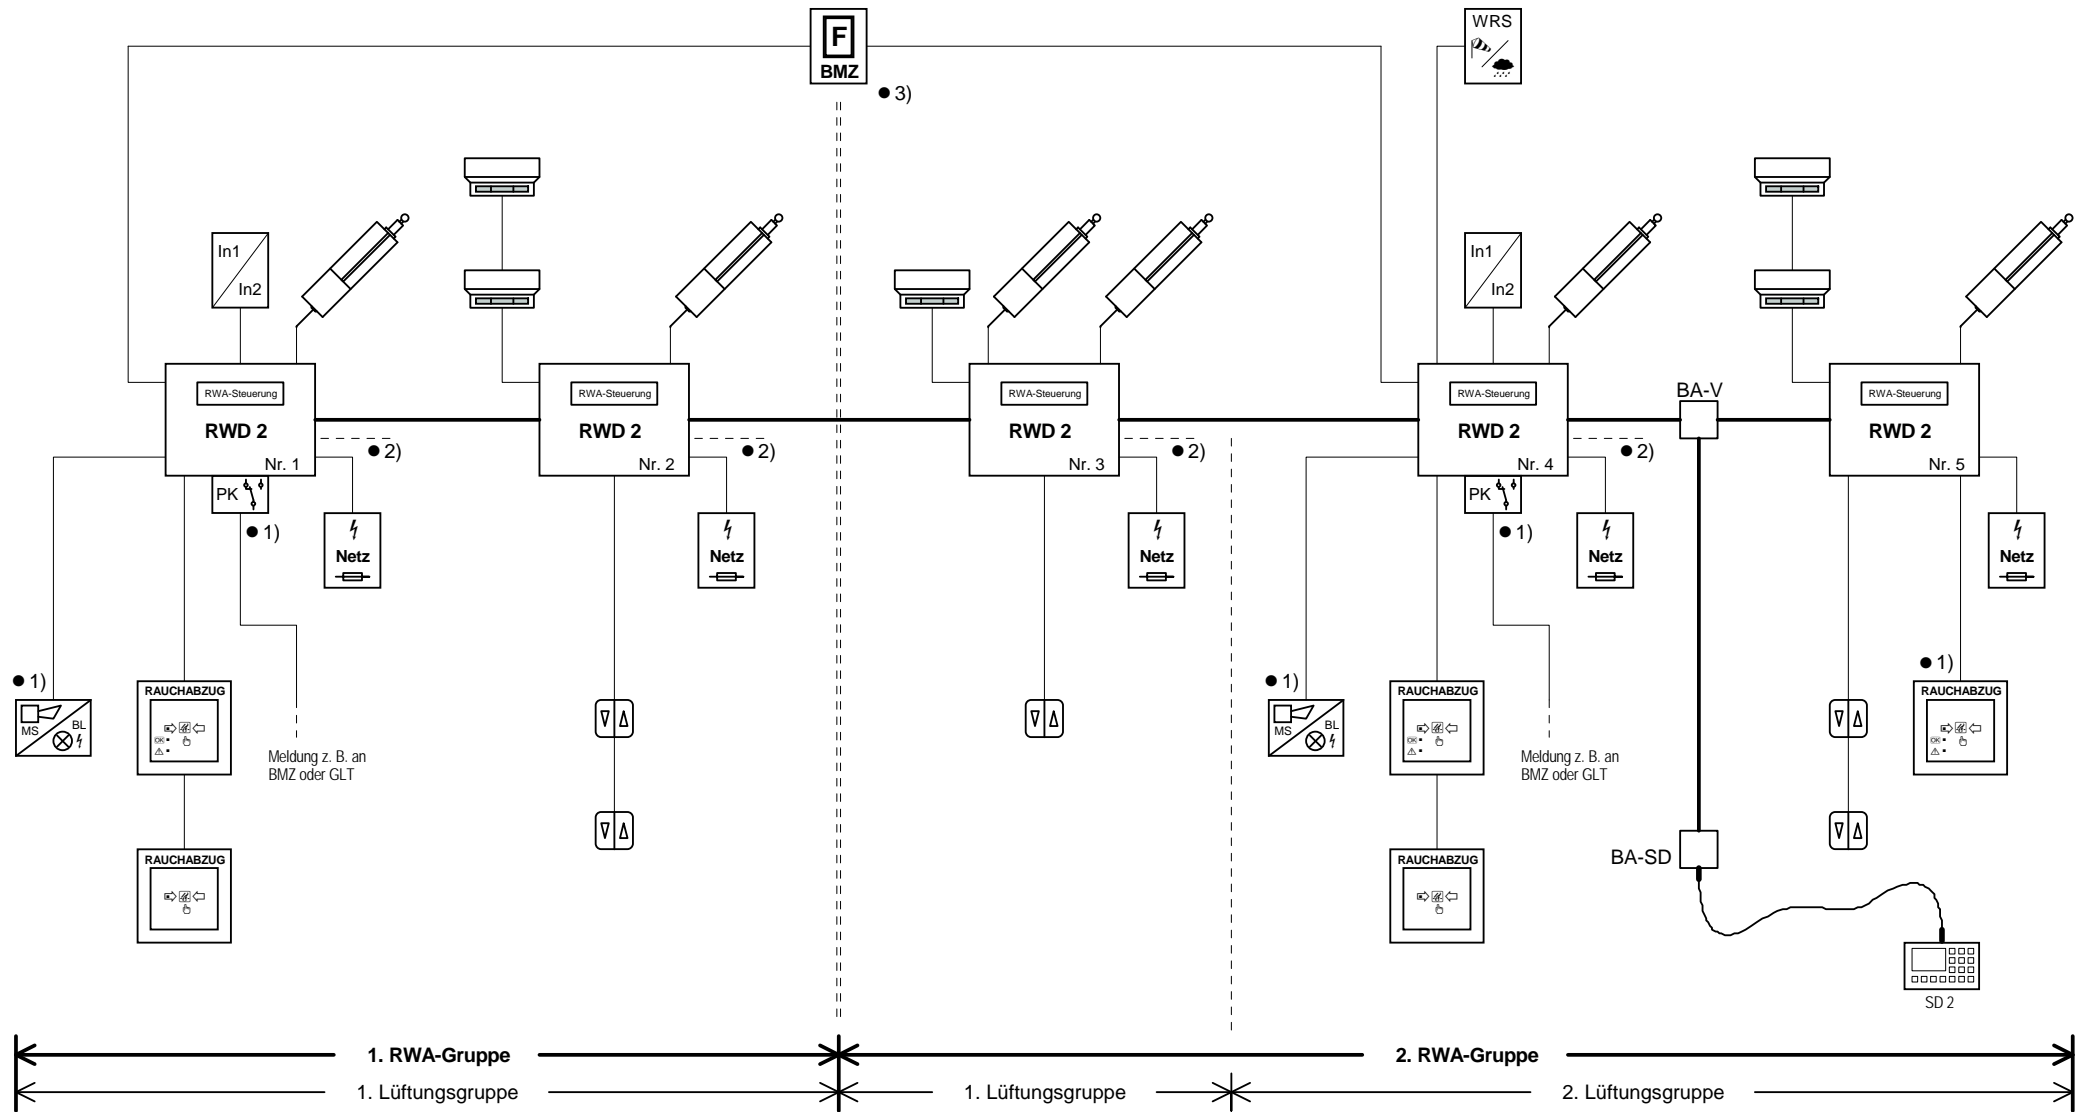 F
BMZ
● 3)
WRS
In1
In2
In1
In2
RWA-Steuerung
RWD 2
Nr. 1
RWA-Steuerung
RWD 2
Nr. 2
RWA-Steuerung
RWD 2
Nr. 3
RWA-Steuerung
RWD 2
Nr. 4
BA-V
RWA-Steuerung
RWD 2
Nr. 5
● 2)
● 2)
● 2)
● 2)
PK
● 1)
Netz
Netz
Netz
PK
● 1)
Netz
Netz
● 1)
MS
BL
RAUCHABZUG
OK
Meldung z. B. an
BMZ oder GLT
● 1)
MS
BL
RAUCHABZUG
OK
Meldung z. B. an
BMZ oder GLT
● 1)
RAUCHABZUG
OK
RAUCHABZUG
RAUCHABZUG
BA-SD
SD 2
1. RWA-Gruppe
2. RWA-Gruppe
1. Lüftungsgruppe
1. Lüftungsgruppe
2. Lüftungsgruppe